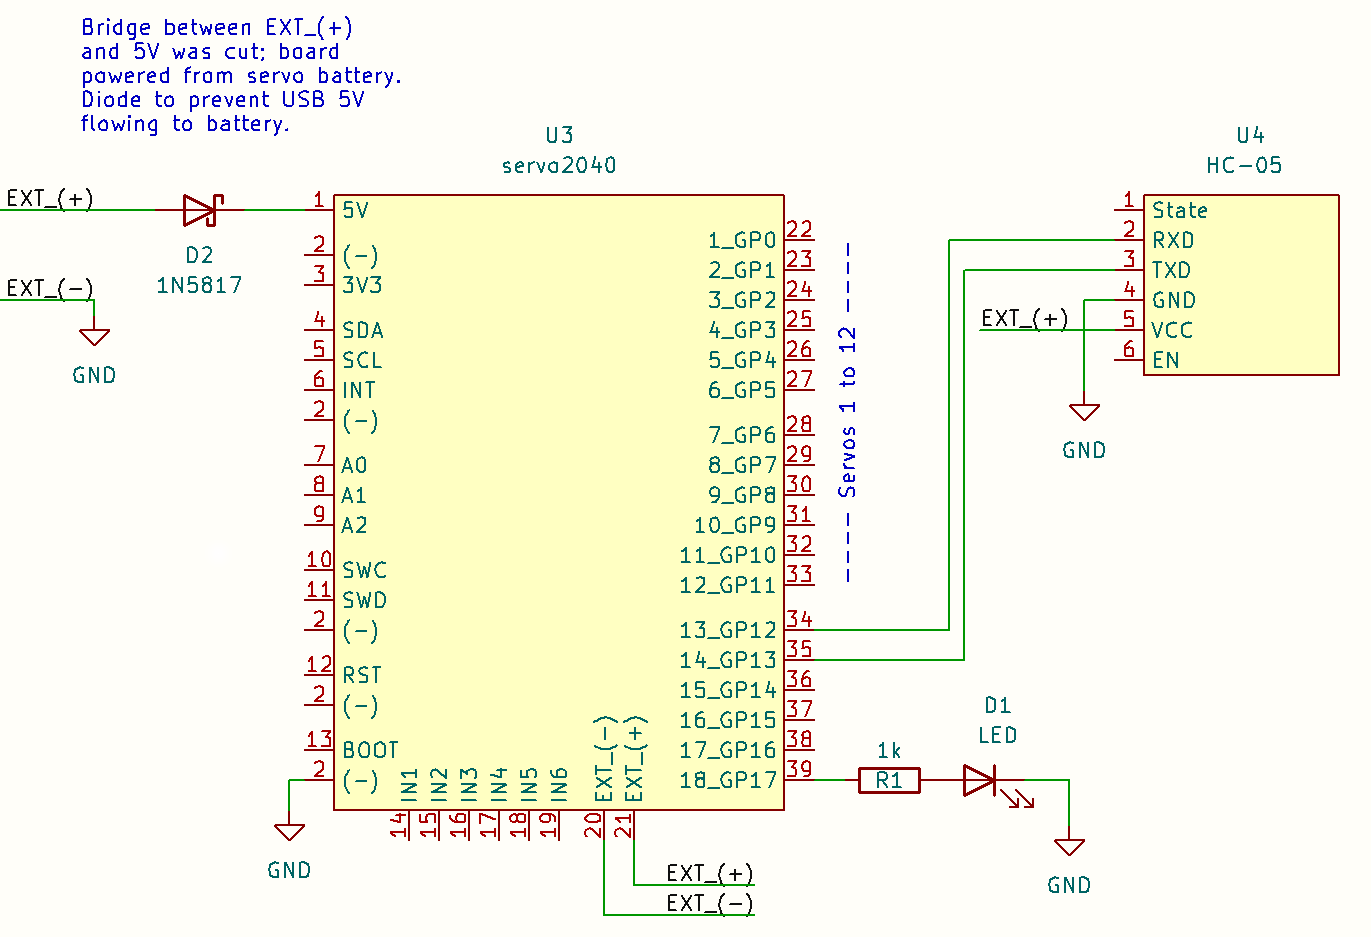 Bridge between EXT_(+)
and 5V was cut; board
powered from servo battery.
Diode to prevent USB 5V
flowing to battery.
U3
servo2040
U4
HC-05
EXT_(+)
D2
1N5817
EXT_(-)
GND
1 5V
2 (-)
3 3V3
4 SDA
5 SCL
6 INT
2 (-)
7 A0
8 A1
9 A2
10 SWC
11 SWD
2 (-)
12 RST
2 (-)
13 BOOT
2 (-)
GND
14 IN1
15 IN2
16 IN3
17 IN4
18 IN5
19 IN6
20 EXT_(-)
21 EXT_(+)
EXT_(+)
EXT_(-)
1_GP0 22
2_GP1 23
3_GP2 24
4_GP3 25
5_GP4 26
6_GP5 27
7_GP6 28
8_GP7 29
9_GP8 30
10_GP9 31
11_GP10 32
12_GP11 33
13_GP12 34
14_GP13 35
15_GP14 36
16_GP15 37
17_GP16 38
18_GP17 39
----- Servos 1 to 12 -----
1 State
2 RXD
3 TXD
4 GND
5 VCC
6 EN
EXT_(+)
GND
1k
R1
D1
LED
GND